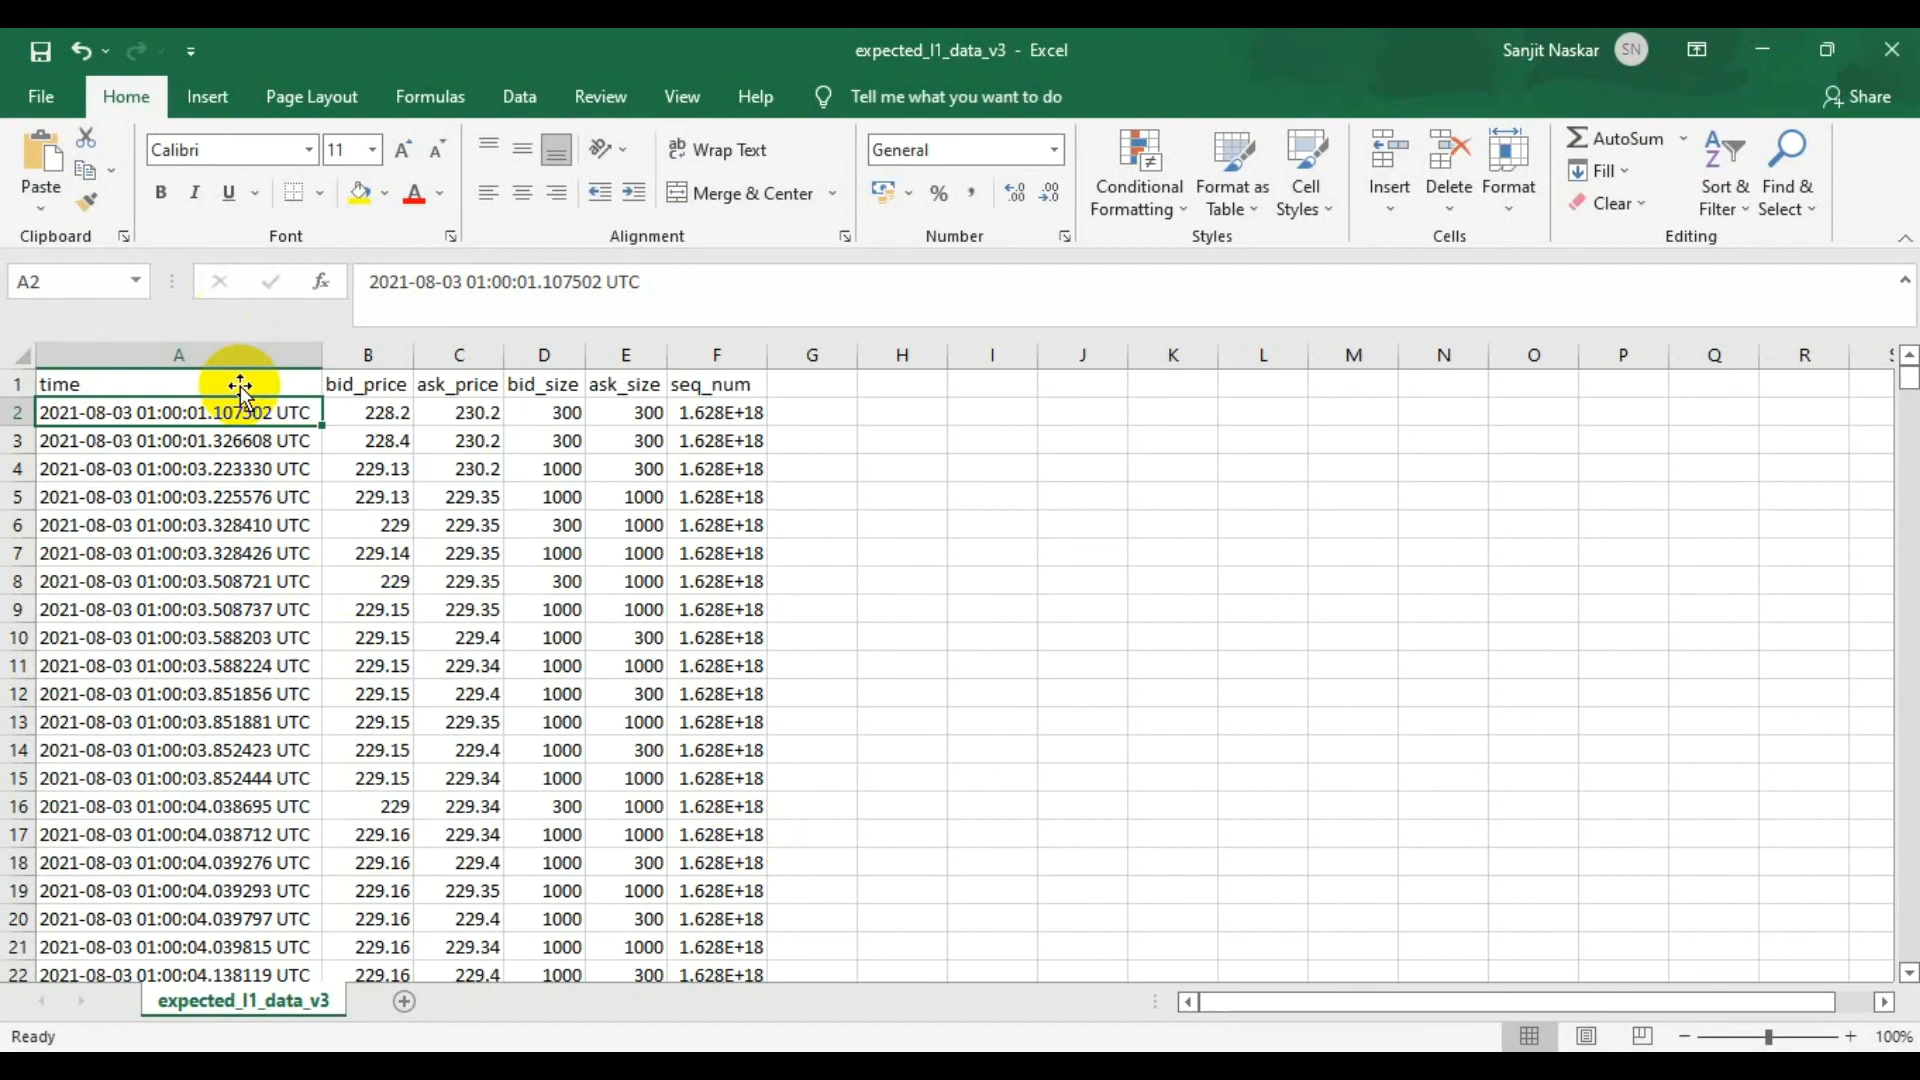 expected_l1_data_v3 - Excel
Sanjit Naskar SN
File Home Insert Page Layout Formulas Data Review View Help Tell me what you want to do Share
Paste
Clipboard
Calibri 11
B I U A
Font
ab Wrap Text
Merge & Center
Alignment
General
% ,
Number
Conditional Formatting
Format as Table
Cell Styles
Styles
Insert Delete Format
Cells
AutoSum
Fill
Clear
Sort & Filter
Find & Select
Editing
A2 fx 2021-08-03 01:00:01.107502 UTC
A B C D E F G H I J K L M N O P Q R
1 time bid_price ask_price bid_size ask_size seq_num
2 2021-08-03 01:00:01.107502 UTC 228.2 230.2 300 300 1.628E+18
3 2021-08-03 01:00:01.326608 UTC 228.4 230.2 300 300 1.628E+18
4 2021-08-03 01:00:03.223330 UTC 229.13 230.2 1000 300 1.628E+18
5 2021-08-03 01:00:03.225576 UTC 229.13 229.35 1000 1000 1.628E+18
6 2021-08-03 01:00:03.328410 UTC 229 229.35 300 1000 1.628E+18
7 2021-08-03 01:00:03.328426 UTC 229.14 229.35 1000 1000 1.628E+18
8 2021-08-03 01:00:03.508721 UTC 229 229.35 300 1000 1.628E+18
9 2021-08-03 01:00:03.508737 UTC 229.15 229.35 1000 1000 1.628E+18
10 2021-08-03 01:00:03.588203 UTC 229.15 229.4 1000 300 1.628E+18
11 2021-08-03 01:00:03.588224 UTC 229.15 229.34 1000 1000 1.628E+18
12 2021-08-03 01:00:03.851856 UTC 229.15 229.4 1000 300 1.628E+18
13 2021-08-03 01:00:03.851881 UTC 229.15 229.35 1000 1000 1.628E+18
14 2021-08-03 01:00:03.852423 UTC 229.15 229.4 1000 300 1.628E+18
15 2021-08-03 01:00:03.852444 UTC 229.15 229.34 1000 1000 1.628E+18
16 2021-08-03 01:00:04.038695 UTC 229 229.34 300 1000 1.628E+18
17 2021-08-03 01:00:04.038712 UTC 229.16 229.34 1000 1000 1.628E+18
18 2021-08-03 01:00:04.039276 UTC 229.16 229.4 1000 300 1.628E+18
19 2021-08-03 01:00:04.039293 UTC 229.16 229.35 1000 1000 1.628E+18
20 2021-08-03 01:00:04.039797 UTC 229.16 229.4 1000 300 1.628E+18
21 2021-08-03 01:00:04.039815 UTC 229.16 229.34 1000 1000 1.628E+18
22 2021-08-03 01:00:04.138119 UTC 229.16 229.4 1000 300 1.628E+18
expected_l1_data_v3
Ready 100%